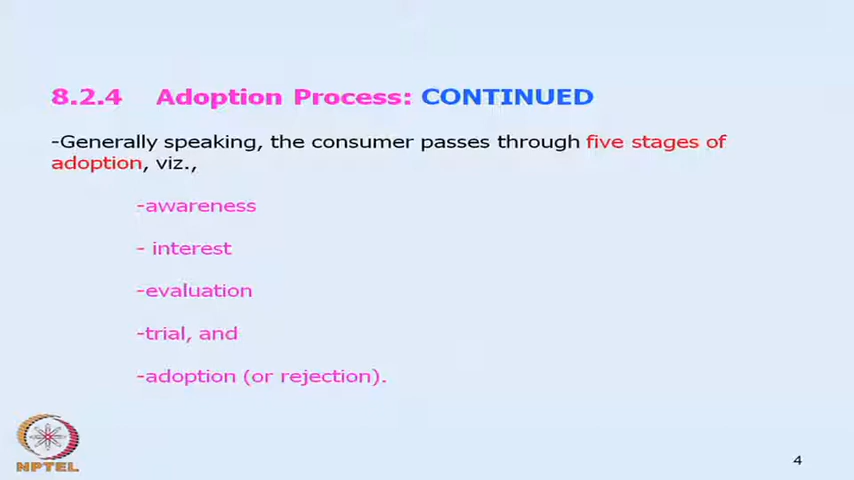 8.2.4 Adoption Process: CONTINUED
-Generally speaking, the consumer passes through five stages of
adoption, viz.,
-awareness
- interest
-evaluation
-trial, and
-adoption (or rejection).
NPTEL
4